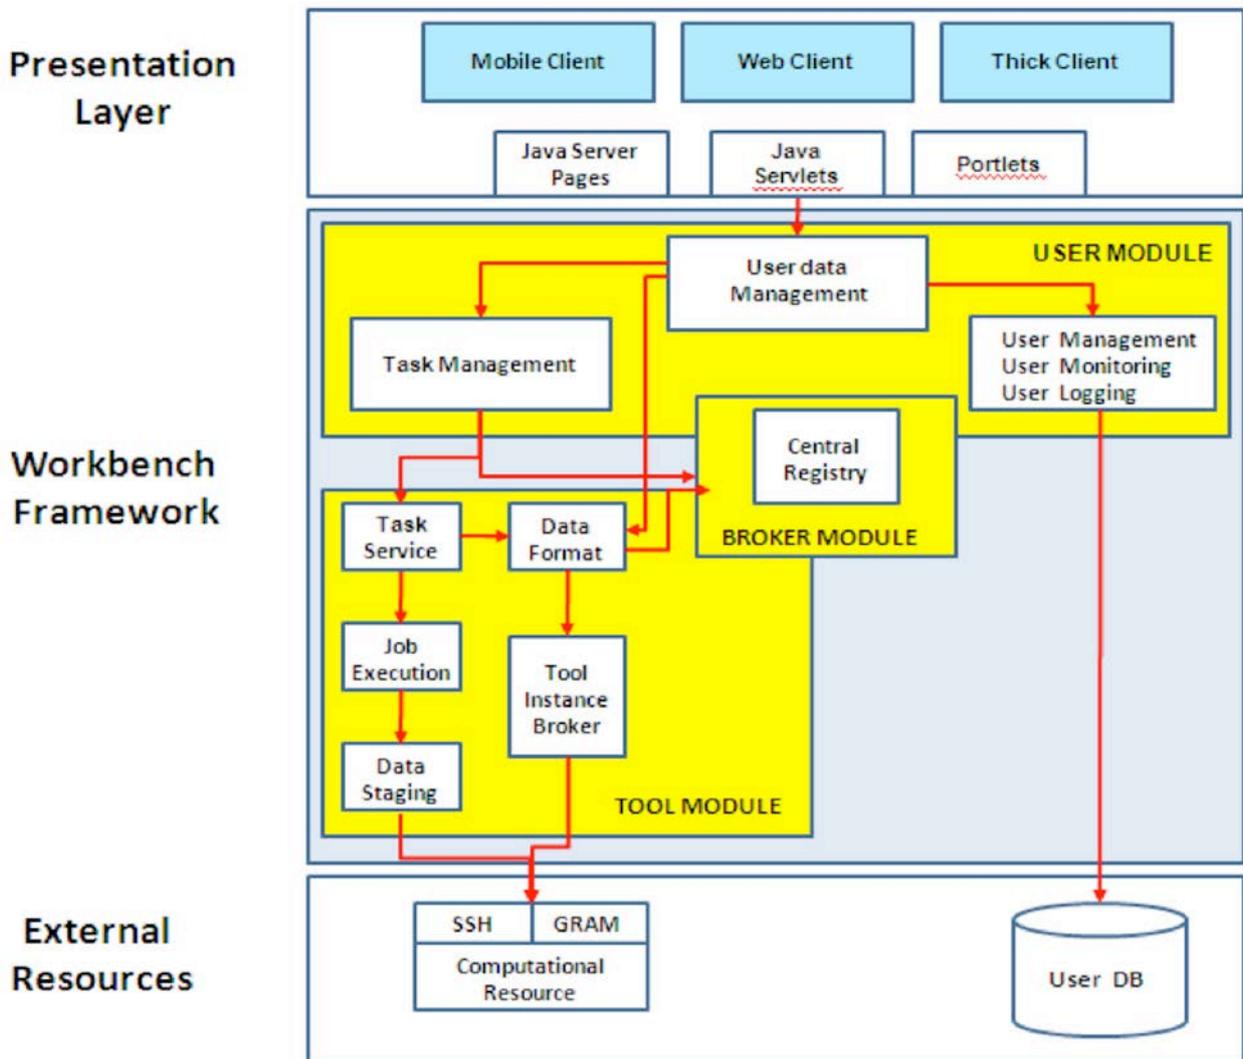 Presentation
Layer
Mobile Client
Web Client
Thick Client
Java Server
Pages
Java
Servlets
Portlets
Workbench
Framework
USER MODULE
User data
Management
Task Management
User Management
User Monitoring
User Logging
Central
Registry
BROKER MODULE
Task
Service
Data
Format
Job
Execution
Tool
Instance
Broker
Data
Staging
TOOL MODULE
External
Resources
SSH
GRAM
Computational
Resource
User DB